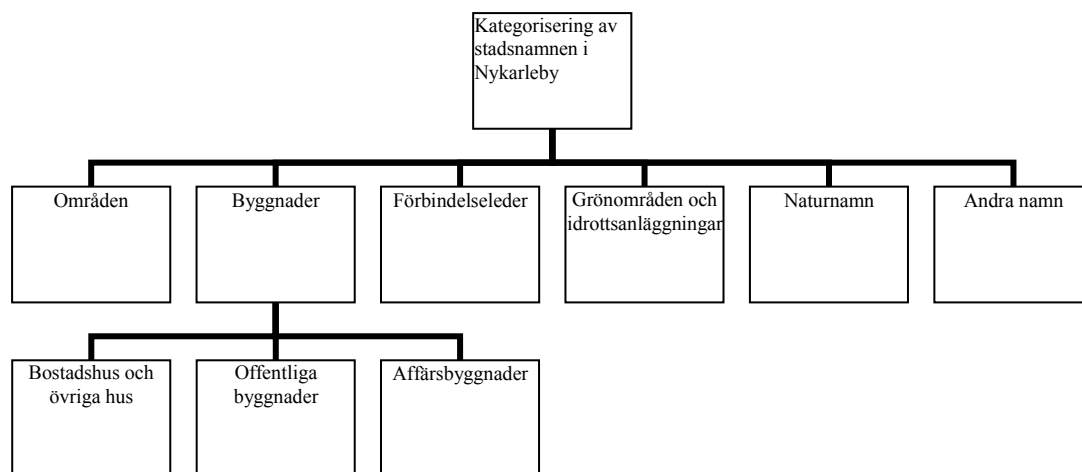 Kategorisering av
stadsnamnen i
Nykarleby
Områden
Byggnader
Förbindelseleder
Grönområden och
idrottsanläggningar
Naturnamn
Andra namn
Bostadshus och
övriga hus
Offentliga
byggnader
Affärsbyggnader